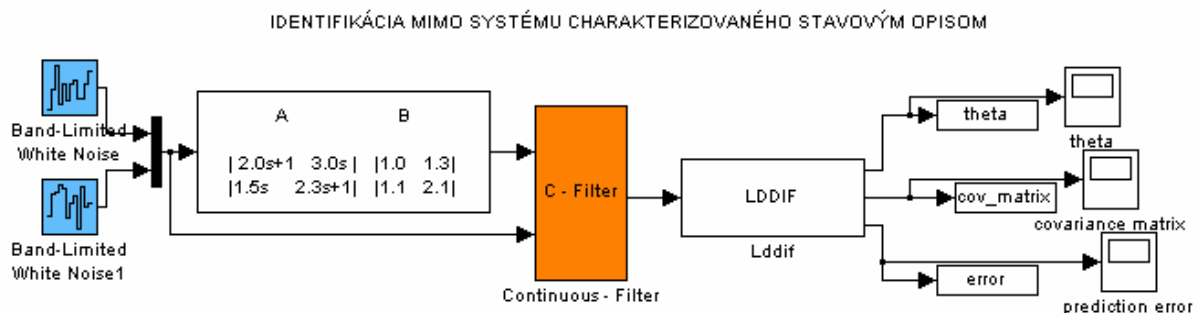 IDENTIFIKÁCIA MIMO SYSTÉMU CHARAKTERIZOVANÉHO STAVOVÝM OPISOM
Band-Limited
White Noise
Band-Limited
White Noise1
A B
|2.0s+1 3.0s| |1.0 1.3|
|1.5s 2.3s+1| |1.1 2.1|
C - Filter
Continuous - Filter
LDDIF
Lddif
theta
theta
cov_matrix
covariance matrix
error
prediction error